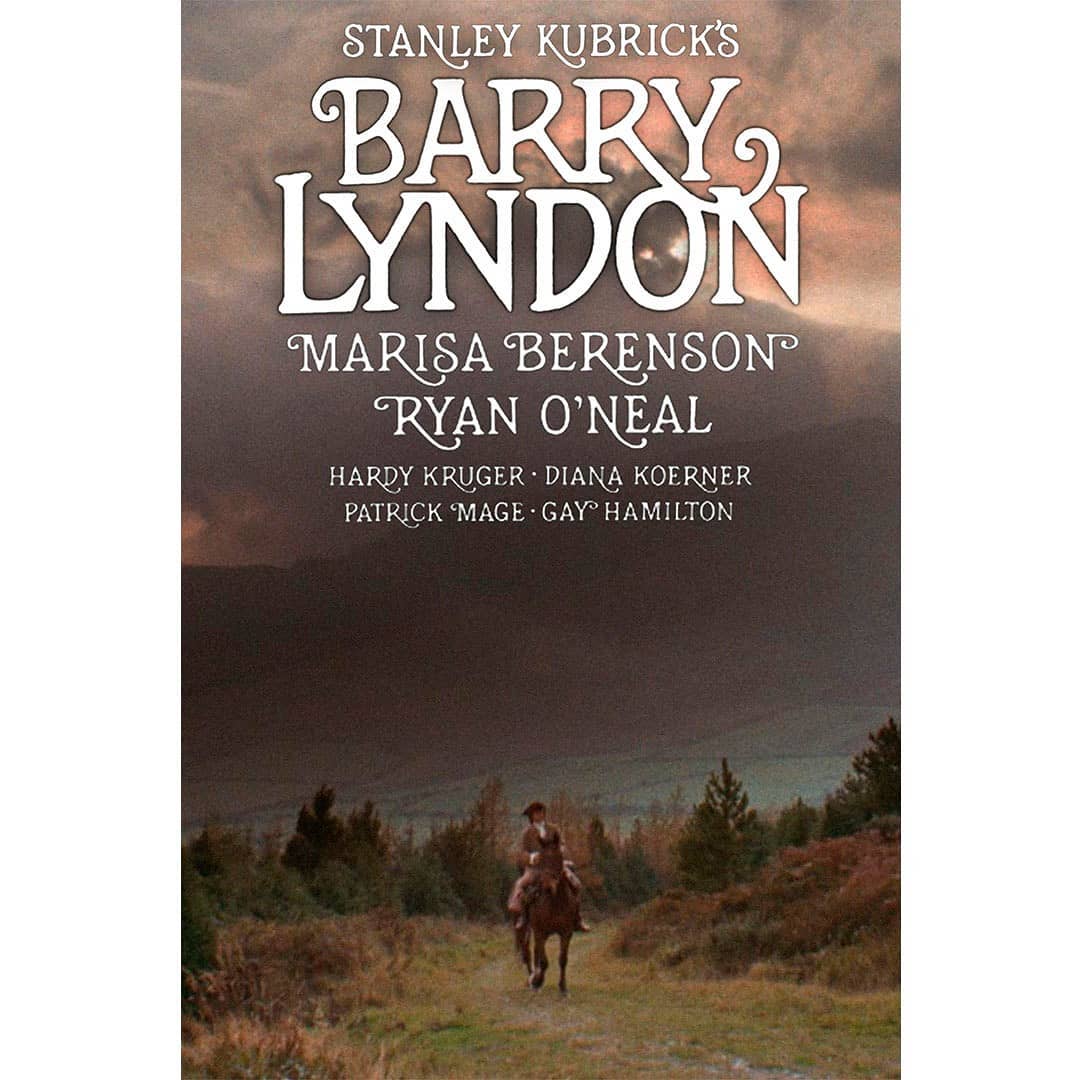 STANLEY KUBRICK'S
BARRY
LYNDON
MARISA BERENSON
RYAN O'NEAL
HARDY KRUGER · DIANA KOERNER
PATRICK MAGE · GAY HAMILTON